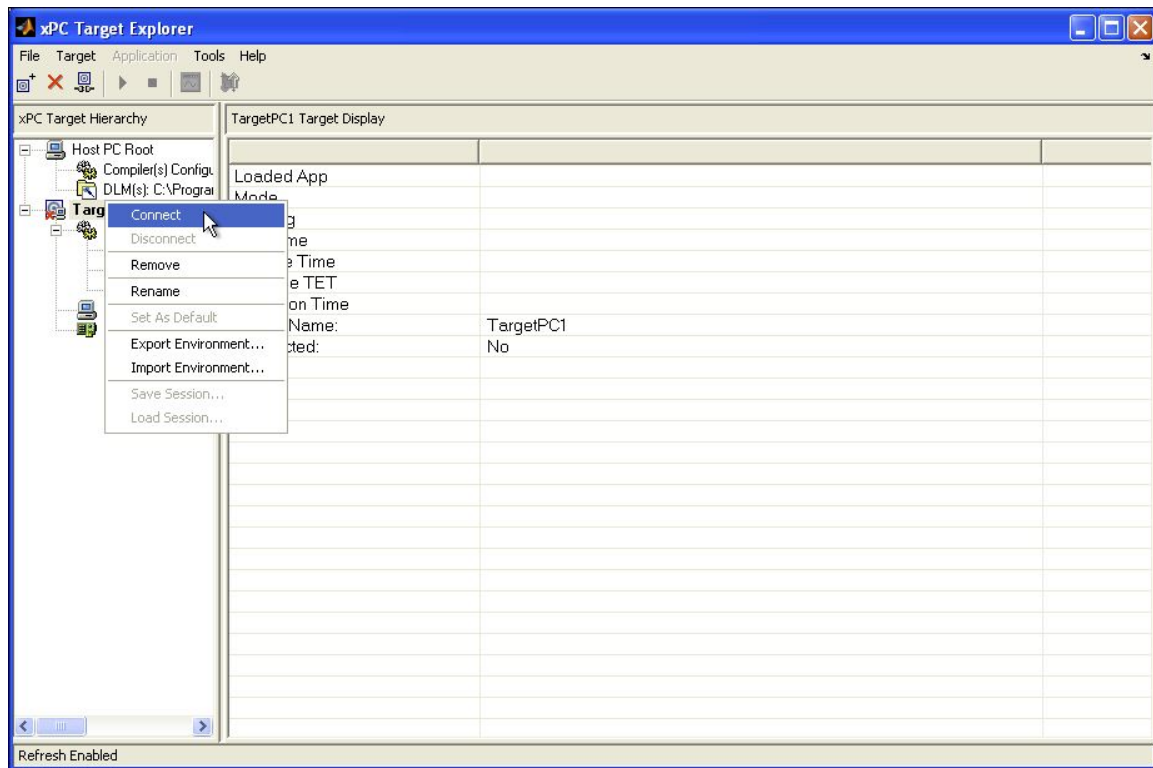 xPC Target Explorer
File Target Application Tools Help
xPC Target Hierarchy
TargetPC1 Target Display
Host PC Root
Compiler(s) Configu
DLM(s): C:\Program
Targ
Connect
Disconnect
Remove
Rename
Set As Default
Export Environment...
Import Environment...
Save Session...
Load Session...
Loaded App
Mode
g
me
e Time
e TET
on Time
Name: TargetPC1
cted: No
Refresh Enabled